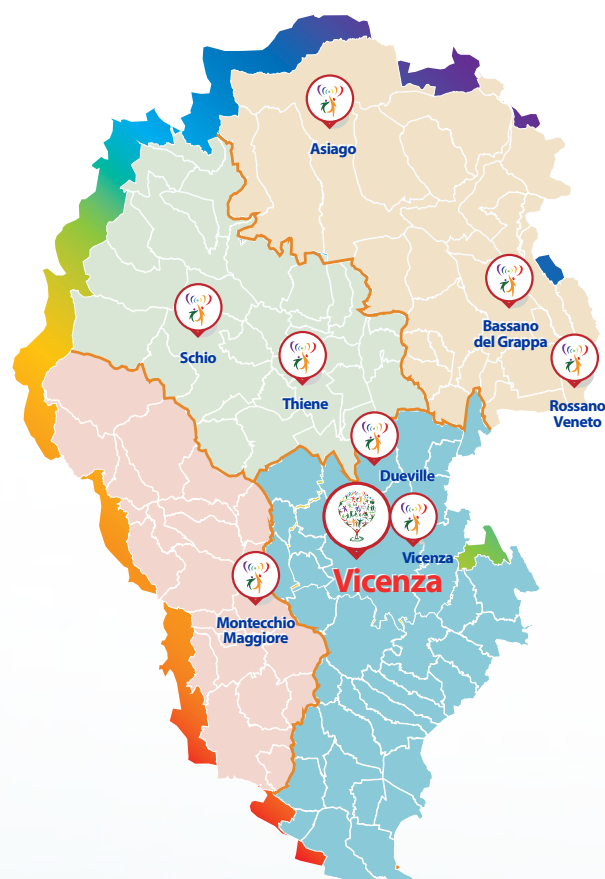 Asiago
Bassano
del Grappa
Schio
Rossano
Veneto
Thiene
Dueville
Vicenza
Vicenza
Montecchio
Maggiore